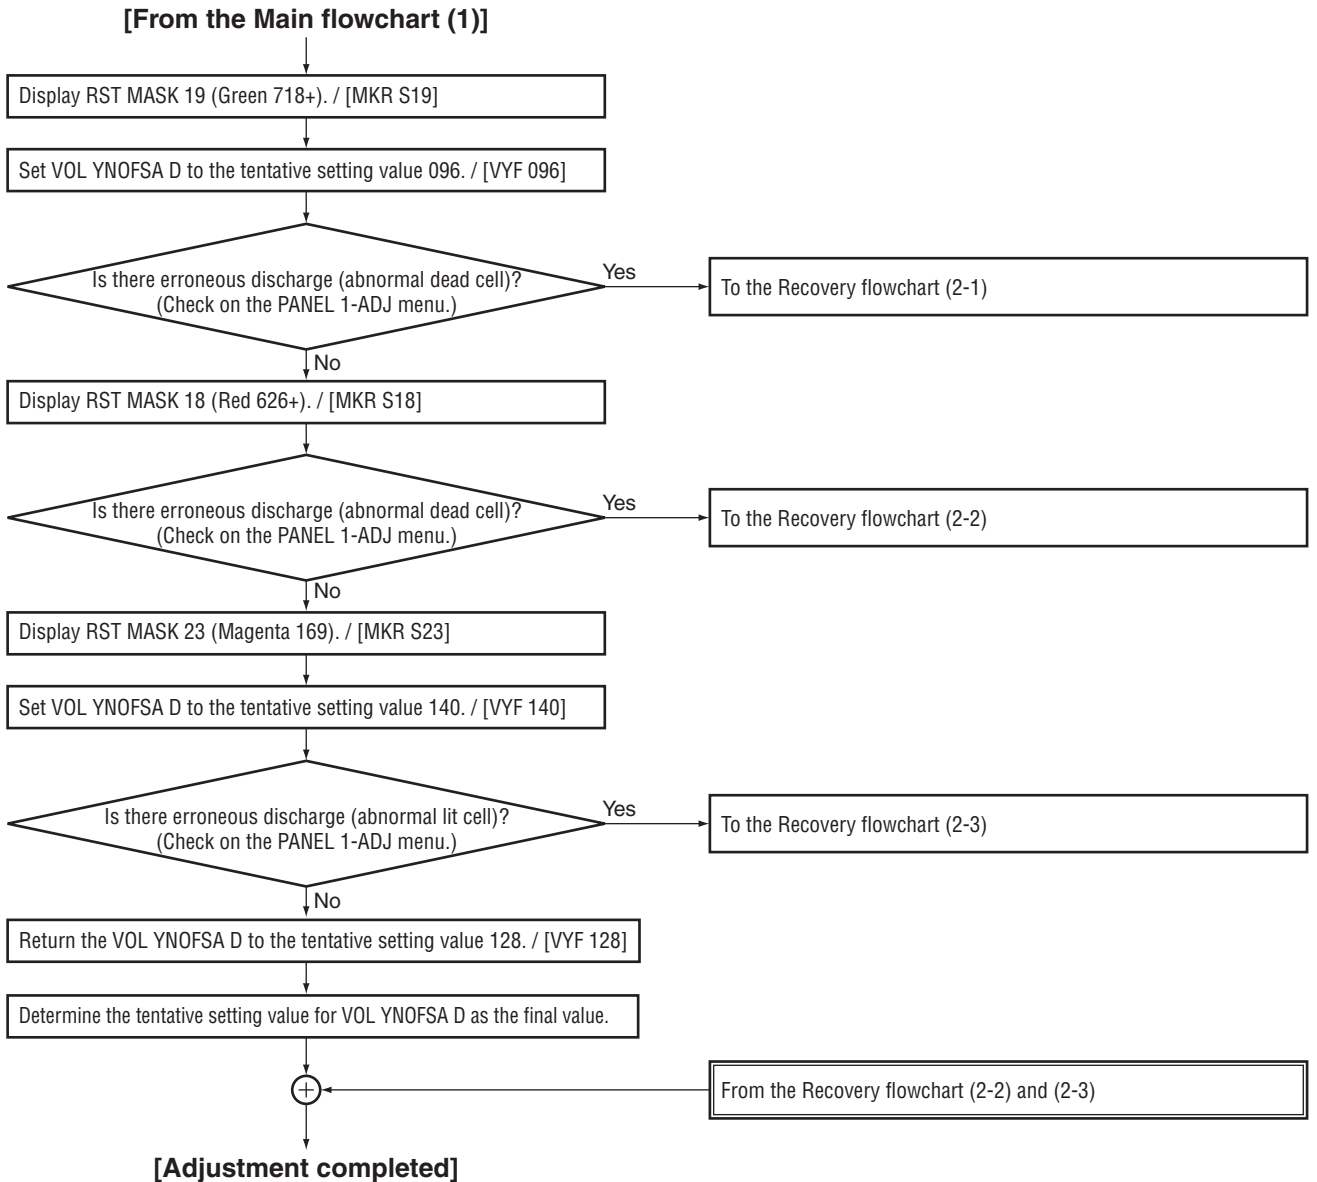 [From the Main flowchart (1)]
Display RST MASK 19 (Green 718+). / [MKR S19]
Set VOL YNOFSA D to the tentative setting value 096. / [VYF 096]
Is there erroneous discharge (abnormal dead cell)?
(Check on the PANEL 1-ADJ menu.)
Yes
To the Recovery flowchart (2-1)
No
Display RST MASK 18 (Red 626+). / [MKR S18]
Is there erroneous discharge (abnormal dead cell)?
(Check on the PANEL 1-ADJ menu.)
Yes
To the Recovery flowchart (2-2)
No
Display RST MASK 23 (Magenta 169). / [MKR S23]
Set VOL YNOFSA D to the tentative setting value 140. / [VYF 140]
Is there erroneous discharge (abnormal lit cell)?
(Check on the PANEL 1-ADJ menu.)
Yes
To the Recovery flowchart (2-3)
No
Return the VOL YNOFSA D to the tentative setting value 128. / [VYF 128]
Determine the tentative setting value for VOL YNOFSA D as the final value.
From the Recovery flowchart (2-2) and (2-3)
[Adjustment completed]